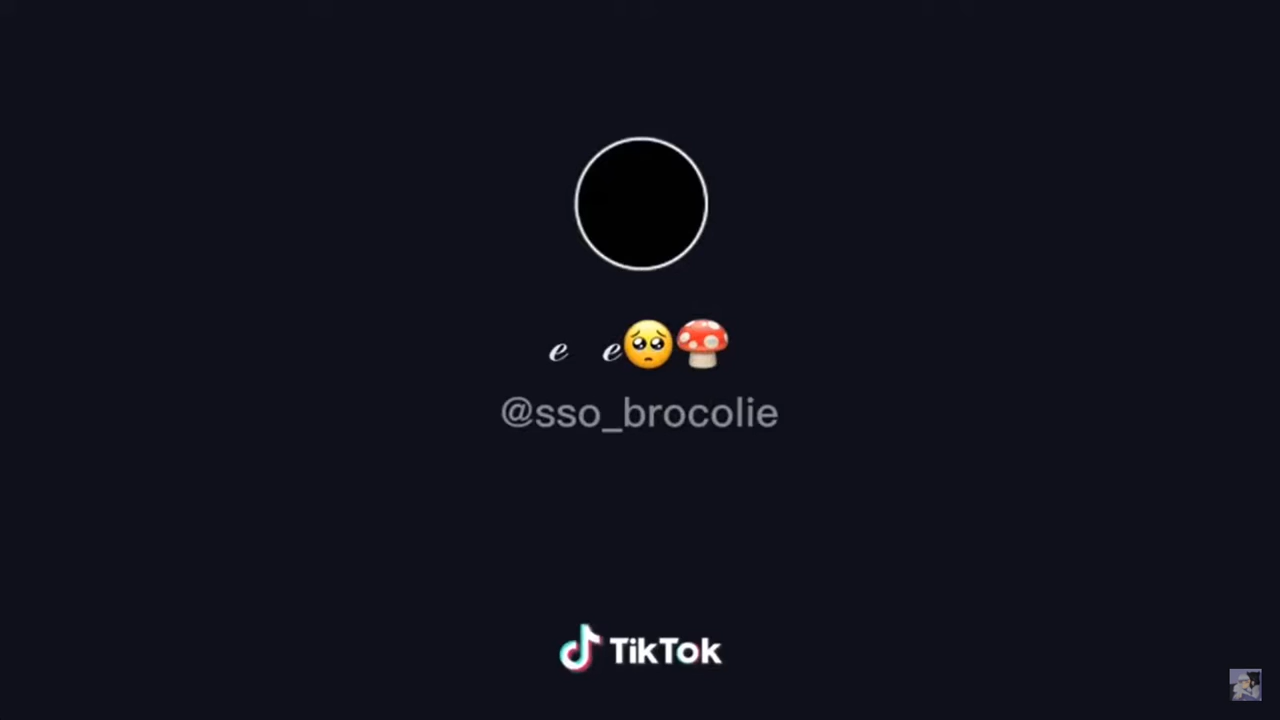 ℯ ℯ🥺🍄
@sso_brocolie
TikTok